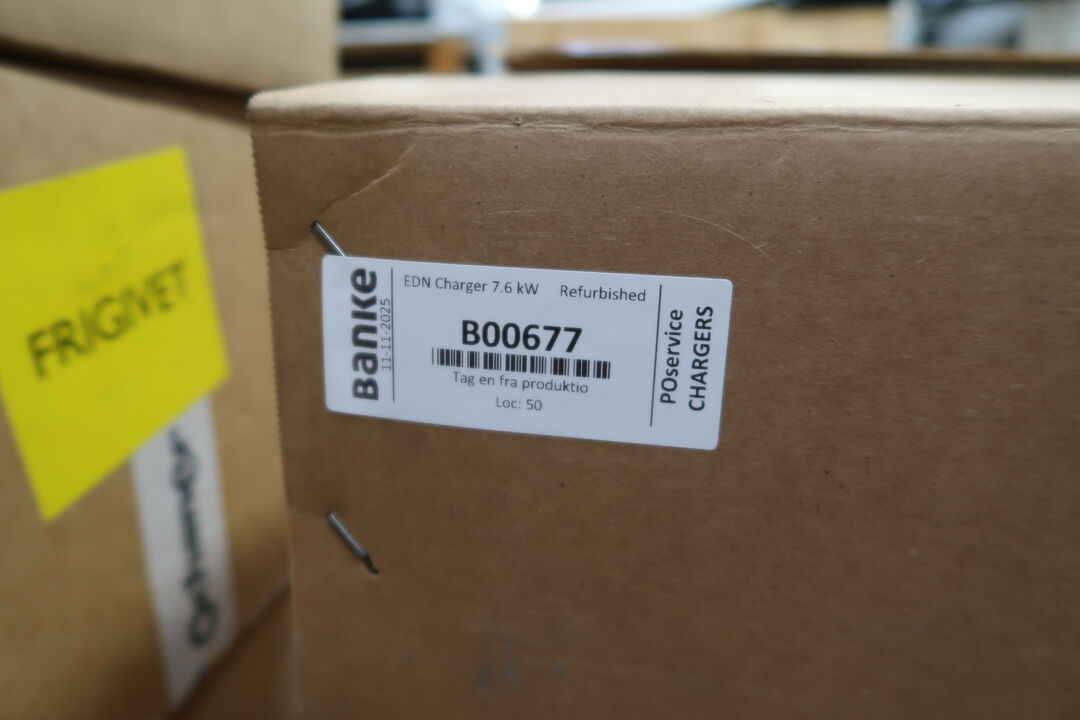 FRIGIVET
Banke
11-11-2025
EDN Charger 7.6 kW Refurbished
B00677
Tag en fra produktio
Loc: 50
POservice
CHARGERS